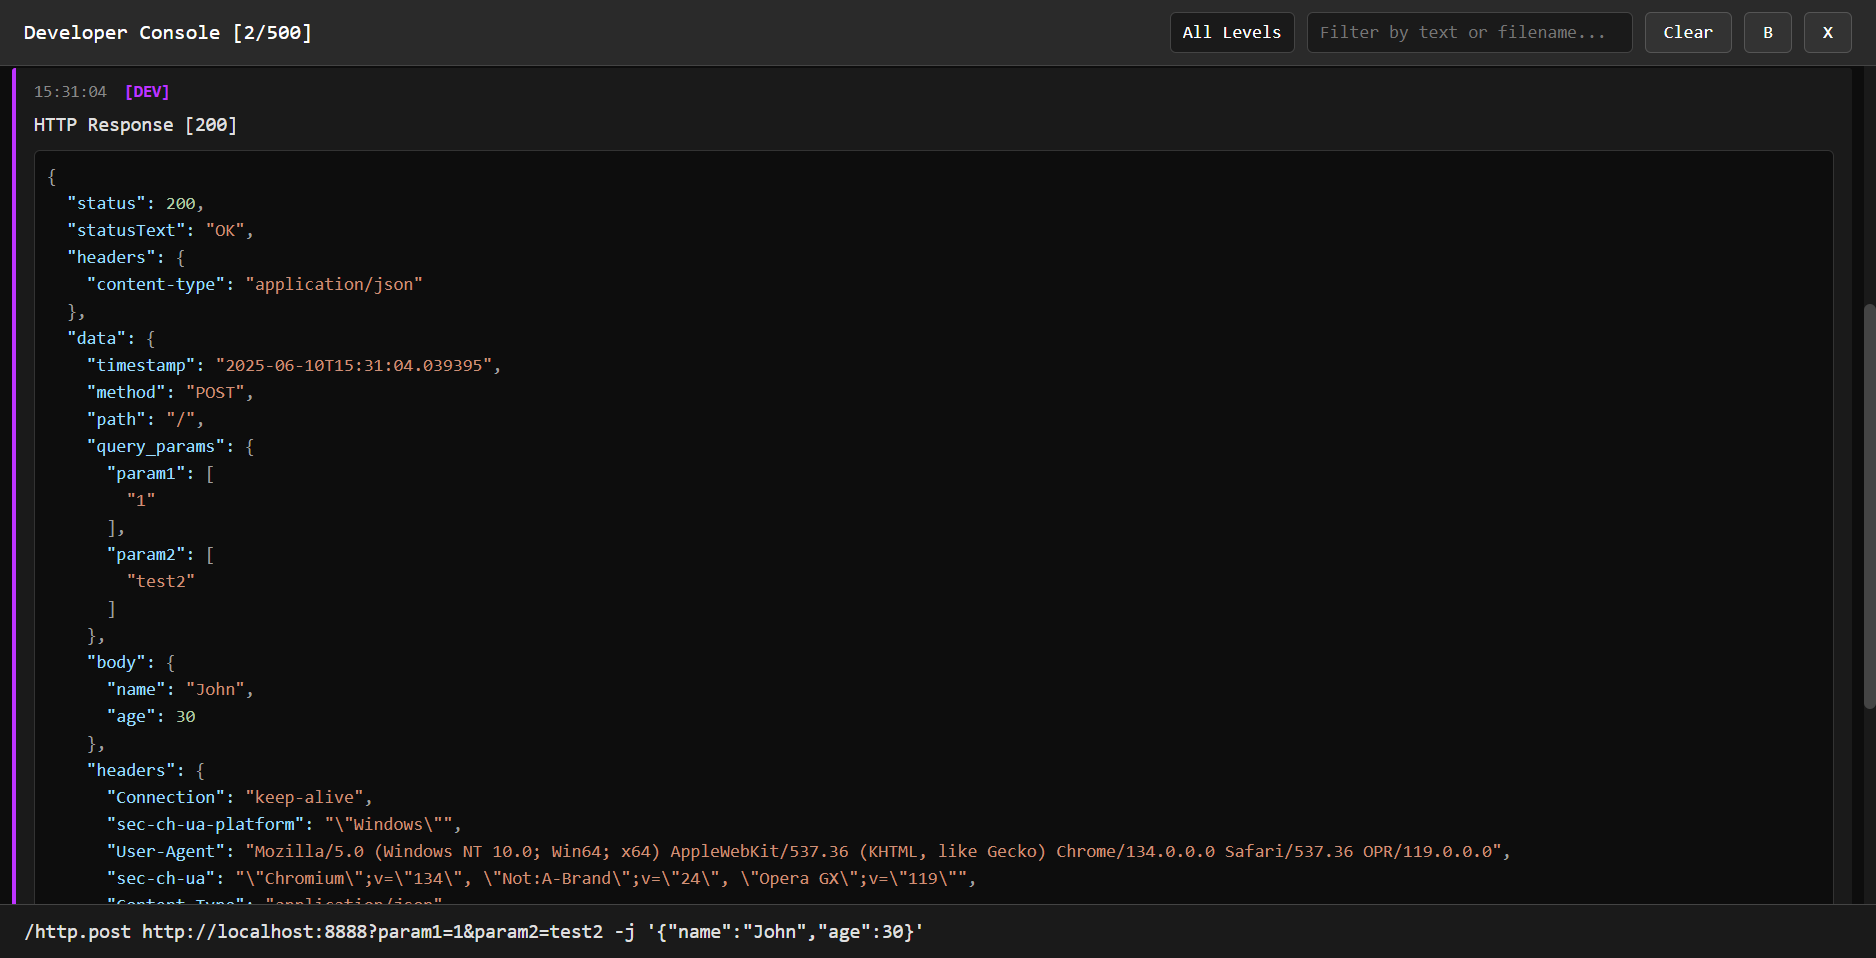 Developer Console [2/500]
All Levels
Filter by text or filename...
Clear
B
X
15:31:04 [DEV]
HTTP Response [200]
{
  "status": 200,
  "statusText": "OK",
  "headers": {
    "content-type": "application/json"
  },
  "data": {
    "timestamp": "2025-06-10T15:31:04.039395",
    "method": "POST",
    "path": "/",
    "query_params": {
      "param1": [
        "1"
      ],
      "param2": [
        "test2"
      ]
    },
    "body": {
      "name": "John",
      "age": 30
    },
    "headers": {
      "Connection": "keep-alive",
      "sec-ch-ua-platform": "\"Windows\"",
      "User-Agent": "Mozilla/5.0 (Windows NT 10.0; Win64; x64) AppleWebKit/537.36 (KHTML, like Gecko) Chrome/134.0.0.0 Safari/537.36 OPR/119.0.0.0",
      "sec-ch-ua": "\"Chromium\";v=\"134\", \"Not:A-Brand\";v=\"24\", \"Opera GX\";v=\"119\"",
      "Content-Type": "application/json"
/http.post http://localhost:8888?param1=1&param2=test2 -j '{"name":"John","age":30}'